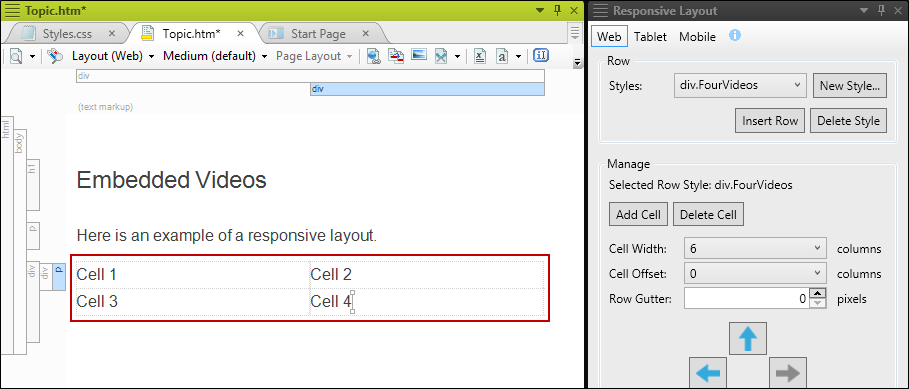 Topic.htm*
Styles.css
Topic.htm*
Start Page
Layout (Web)
Medium (default)
Page Layout
div
div
(text markup)
html
body
h1
p
div
div
p
Embedded Videos
Here is an example of a responsive layout.
Cell 1 Cell 2
Cell 3 Cell 4
Responsive Layout
Web Tablet Mobile
Row
Styles: div.FourVideos New Style...
Insert Row Delete Style
Manage
Selected Row Style: div.FourVideos
Add Cell Delete Cell
Cell Width: 6 columns
Cell Offset: 0 columns
Row Gutter: 0 pixels